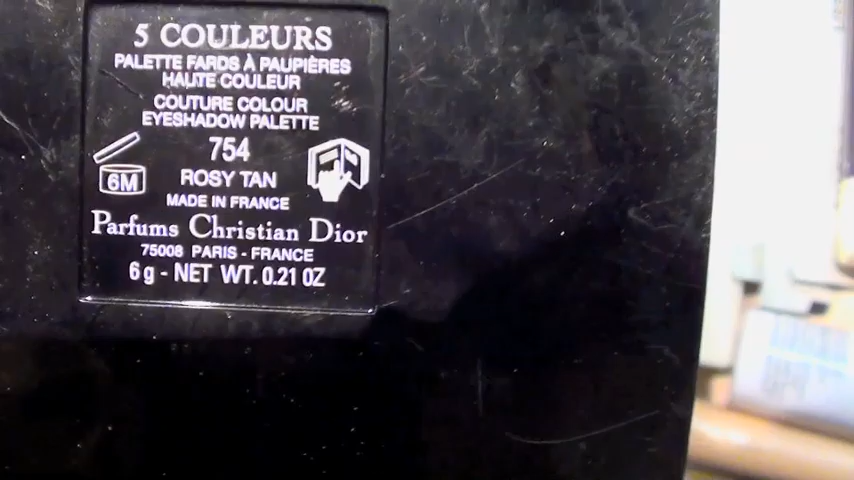 5 COULEURS
PALETTE FARDS À PAUPIÈRES
HAUTE COULEUR
COUTURE COLOUR
EYESHADOW PALETTE
754
6M
ROSY TAN
MADE IN FRANCE
Parfums Christian Dior
75008 PARIS - FRANCE
6g - NET WT. 0.21 OZ